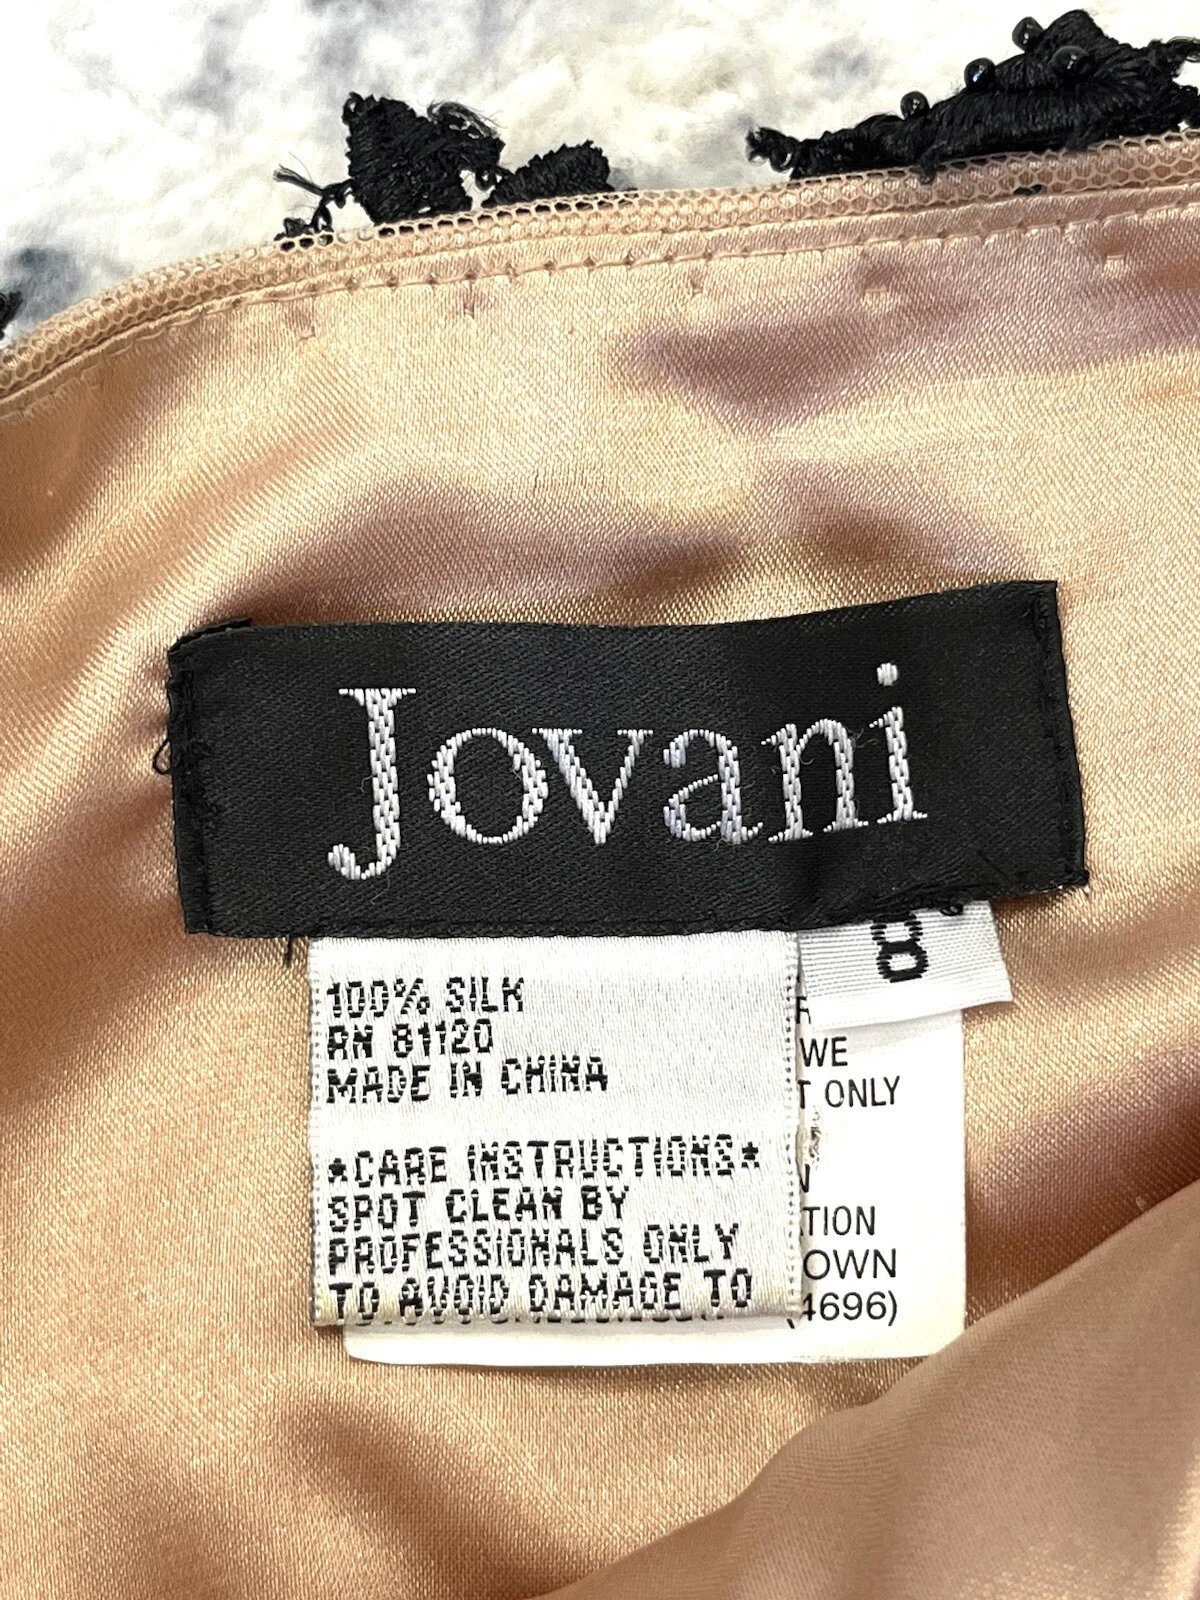 Jovani
8
100% SILK
RN 81120
MADE IN CHINA
*CARE INSTRUCTIONS*
SPOT CLEAN BY
PROFESSIONALS ONLY
TO AVOID DAMAGE TO
WE
T ONLY
TION
OWN
(4696)